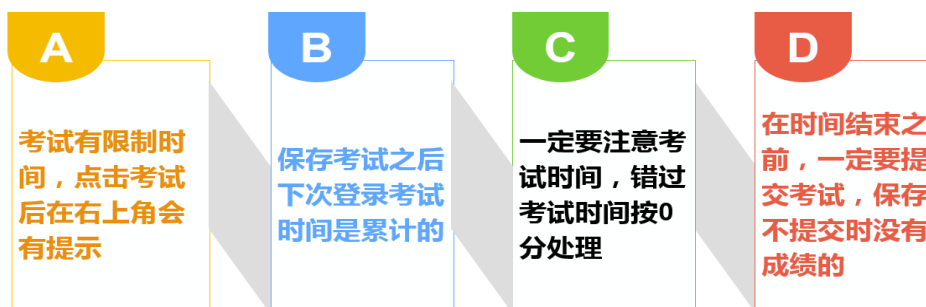 A
考试有限制时
间，点击考试
后在右上角会
有提示
B
保存考试之后
下次登录考试
时间是累计的
C
一定要注意考
试时间，错过
考试时间按0
分处理
D
在时间结束之
前，一定要提
交考试，保存
不提交时没有
成绩的